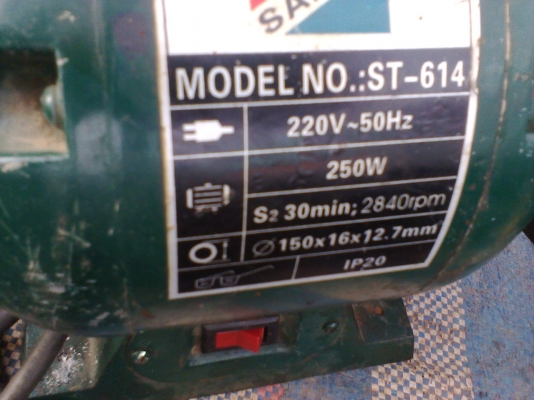 MODEL NO.:ST-614
220V~50Hz
250W
S2 30min; 2840rpm
Ø150x16x12.7mm
IP20